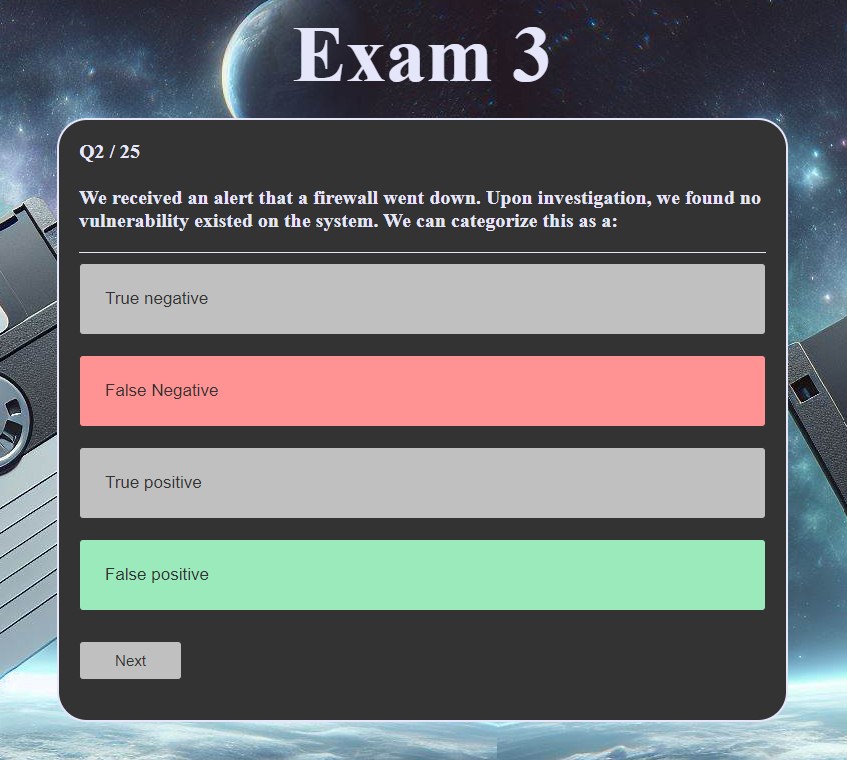 Exam 3
Q2 / 25
We received an alert that a firewall went down. Upon investigation, we found no
vulnerability existed on the system. We can categorize this as a:
True negative
False Negative
True positive
False positive
Next